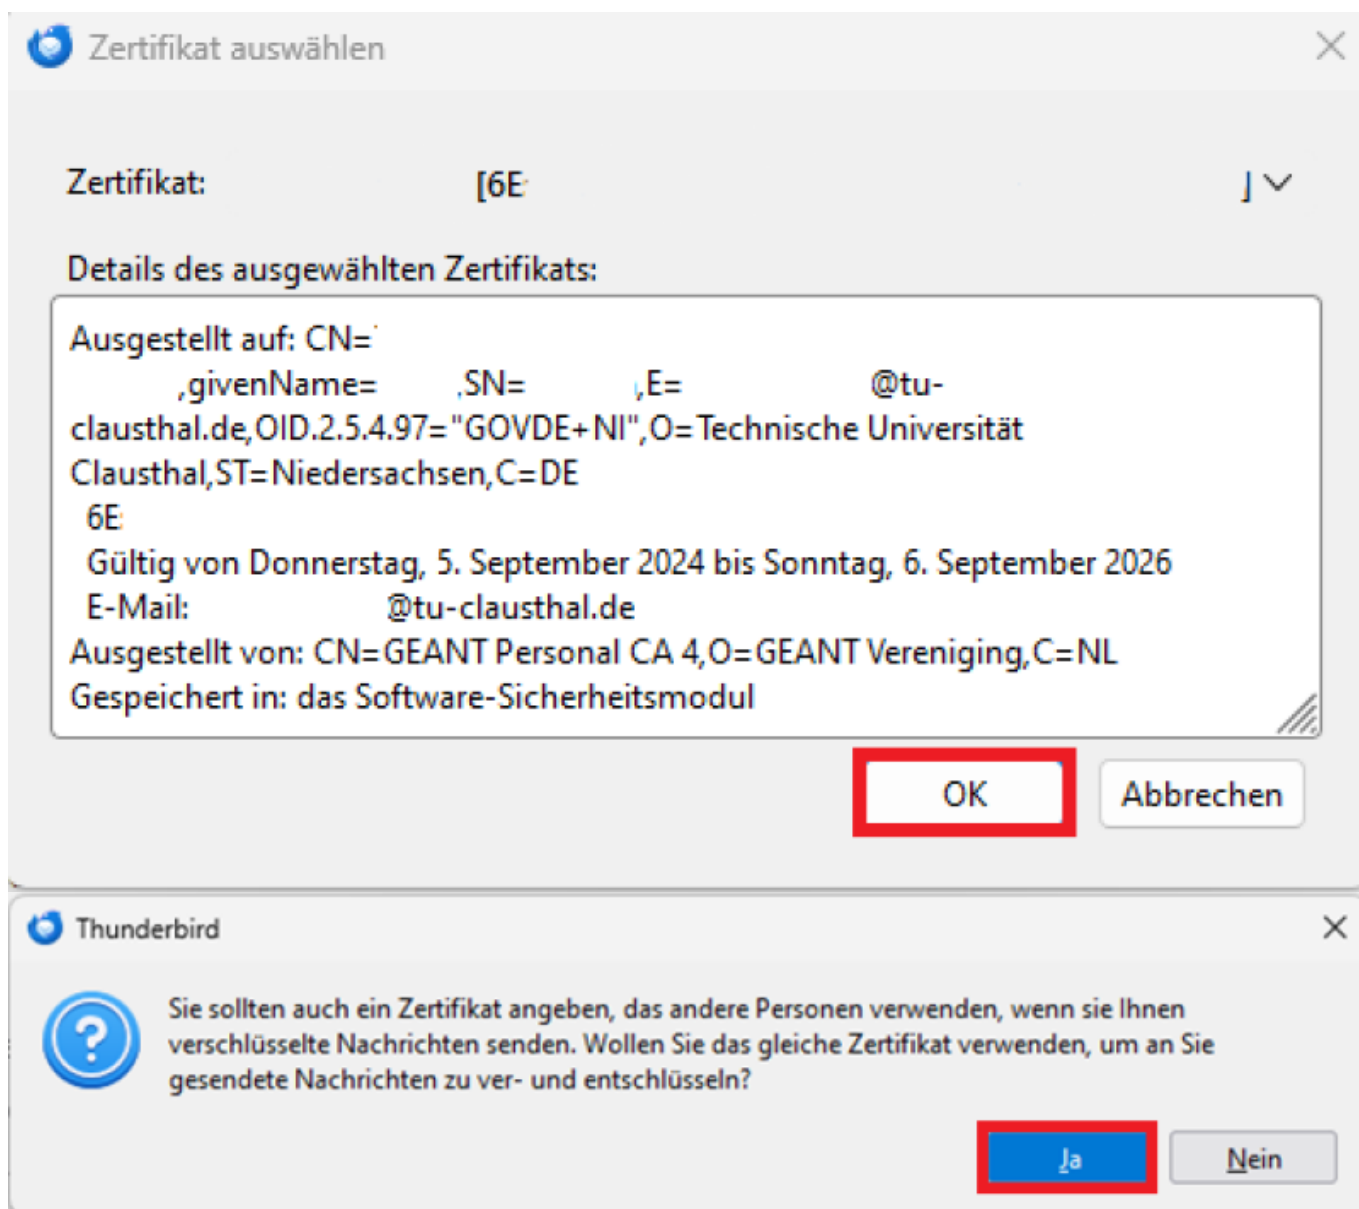 Zertifikat auswählen
Zertifikat: [6E ]
Details des ausgewählten Zertifikats:
Ausgestellt auf: CN=
,givenName= ,SN= ,E= @tu-
clausthal.de,OID.2.5.4.97="GOVDE+NI",O=Technische Universität
Clausthal,ST=Niedersachsen,C=DE
6E
Gültig von Donnerstag, 5. September 2024 bis Sonntag, 6. September 2026
E-Mail: @tu-clausthal.de
Ausgestellt von: CN=GEANT Personal CA 4,O=GEANT Vereniging,C=NL
Gespeichert in: das Software-Sicherheitsmodul
OK Abbrechen
Thunderbird
Sie sollten auch ein Zertifikat angeben, das andere Personen verwenden, wenn sie Ihnen
verschlüsselte Nachrichten senden. Wollen Sie das gleiche Zertifikat verwenden, um an Sie
gesendete Nachrichten zu ver- und entschlüsseln?
Ja Nein